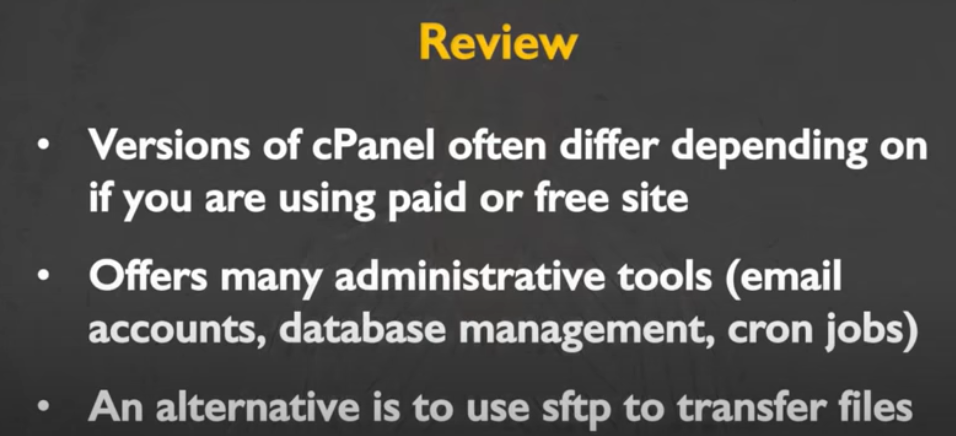 Review
• Versions of cPanel often differ depending on
if you are using paid or free site
• Offers many administrative tools (email
accounts, database management, cron jobs)
• An alternative is to use sftp to transfer files